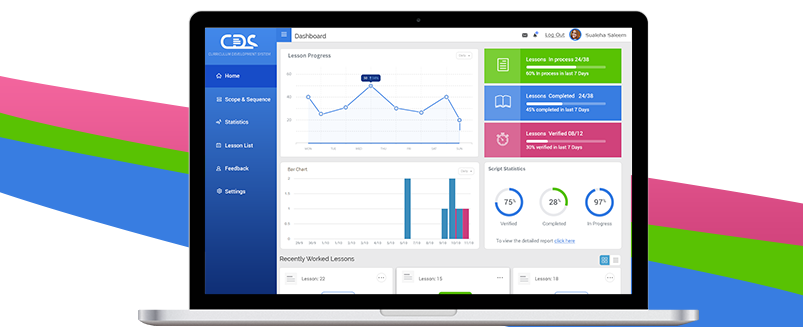 CDS
CURRICULUM DEVELOPMENT SYSTEM
Home
Scope & Sequence
Statistics
Lesson List
Feedback
Settings
Dashboard
Log Out
Lesson Progress
60
40
20
Lessons In process 24/38
60% In process in last 7 Days
Lessons Completed 24/38
45% completed in last 7 Days
Lessons Verified 08/12
30% verified in last 7 Days
Bar Chart
Script Statistics
75%
28%
97%
Verified
Completed
In Progress
To view the detailed report click here
Recently Worked Lessons
Lesson: 22
Lesson: 15
Lesson: 18